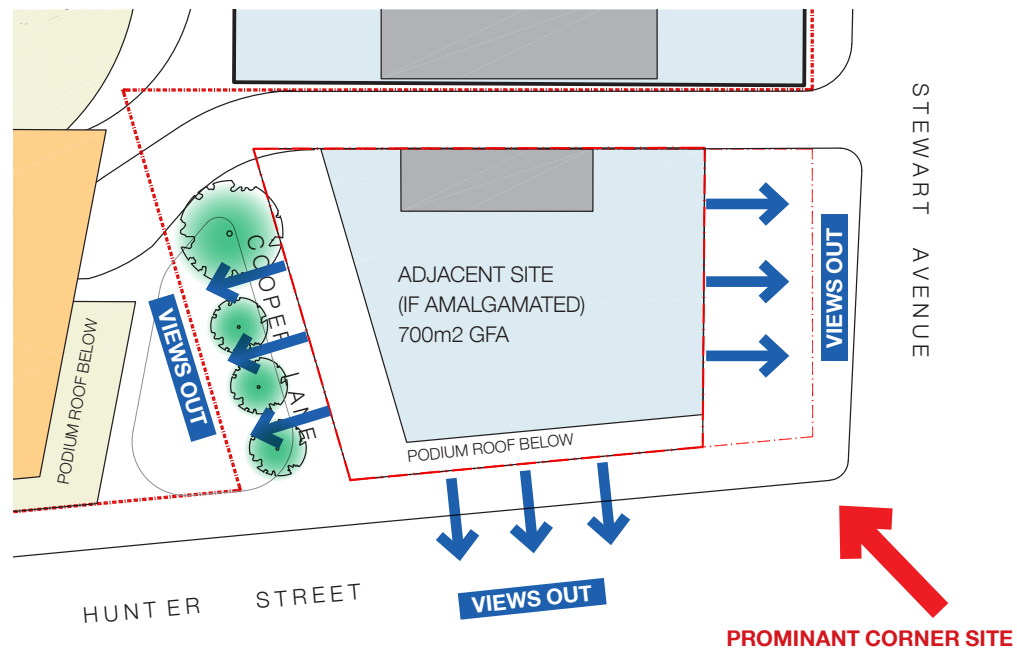 STEWART AVENUE
COOPER LANE
ADJACENT SITE
(IF AMALGAMATED)
700m2 GFA
VIEWS OUT
VIEWS OUT
PODIUM ROOF BELOW
PODIUM ROOF BELOW
HUNTER STREET
VIEWS OUT
PROMINANT CORNER SITE